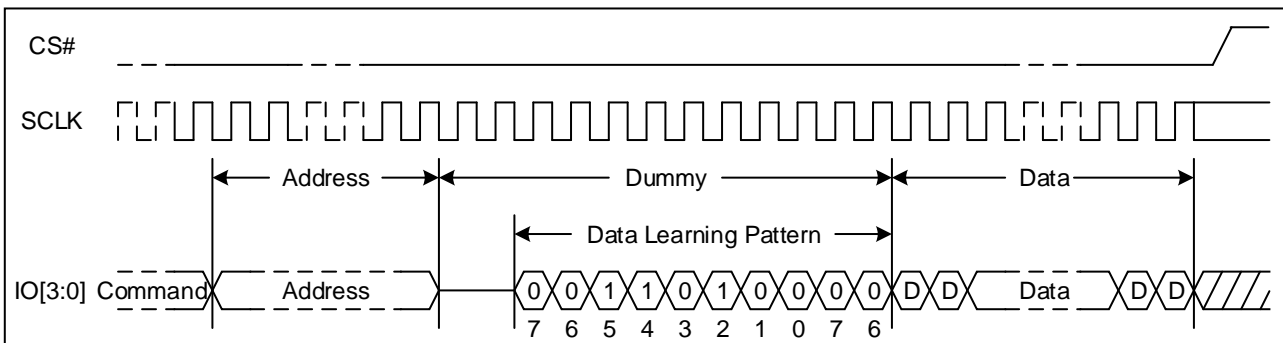 CS#
SCLK
Address Dummy Data
Data Learning Pattern
IO[3:0] Command Address 0 0 1 1 0 1 0 0 0 0 D D Data D D
7 6 5 4 3 2 1 0 7 6